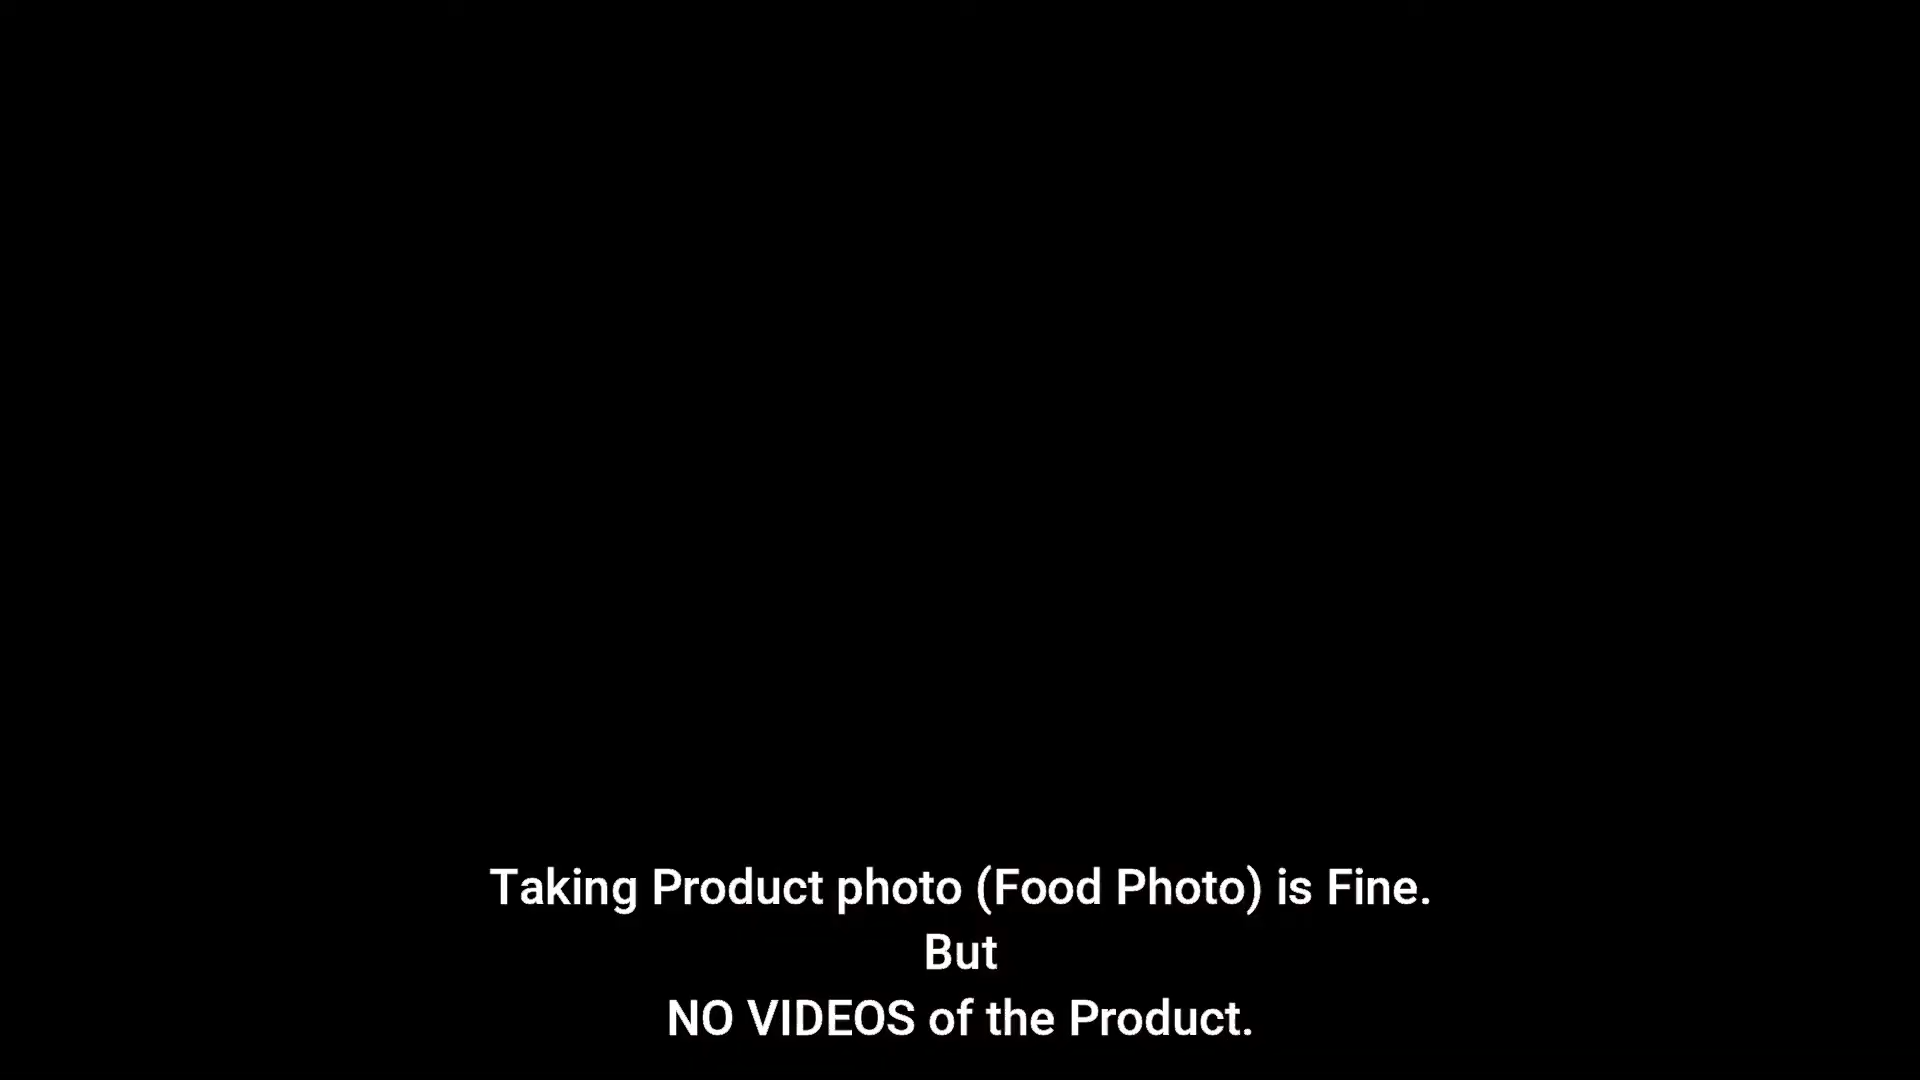 Taking Product photo (Food Photo) is Fine.
But
NO VIDEOS of the Product.